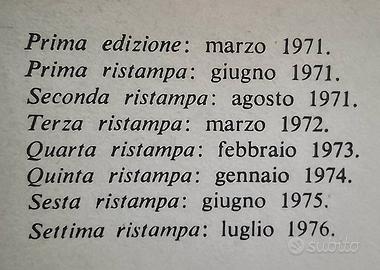 Prima edizione: marzo 1971.
Prima ristampa: giugno 1971.
Seconda ristampa: agosto 1971.
Terza ristampa: marzo 1972.
Quarta ristampa: febbraio 1973.
Quinta ristampa: gennaio 1974.
Sesta ristampa: giugno 1975.
Settima ristampa: luglio 1976.
subito